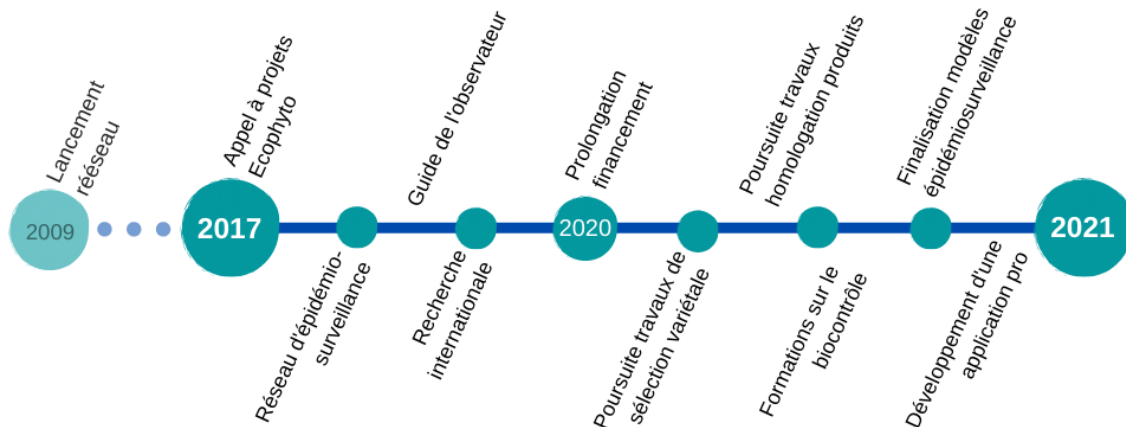 Lancement
rééseau
2009
Appel à projets
Ecophyto
2017
Réseau d'épidémio-
surveillance
Guide de l'observateur
Recherche
internationale
Prolongation
financement
2020
Poursuite travaux de
sélection variétale
Poursuite travaux
homologation produits
Formations sur le
biocontrôle
Finalisation modèles
épidémiosurveillance
Développement d'une
application pro
2021